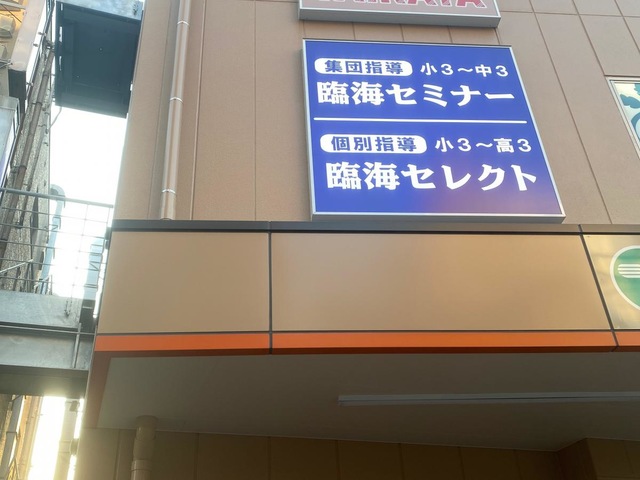 集団指導 小3～中3
臨海セミナー
個別指導 小3～高3
臨海セレクト